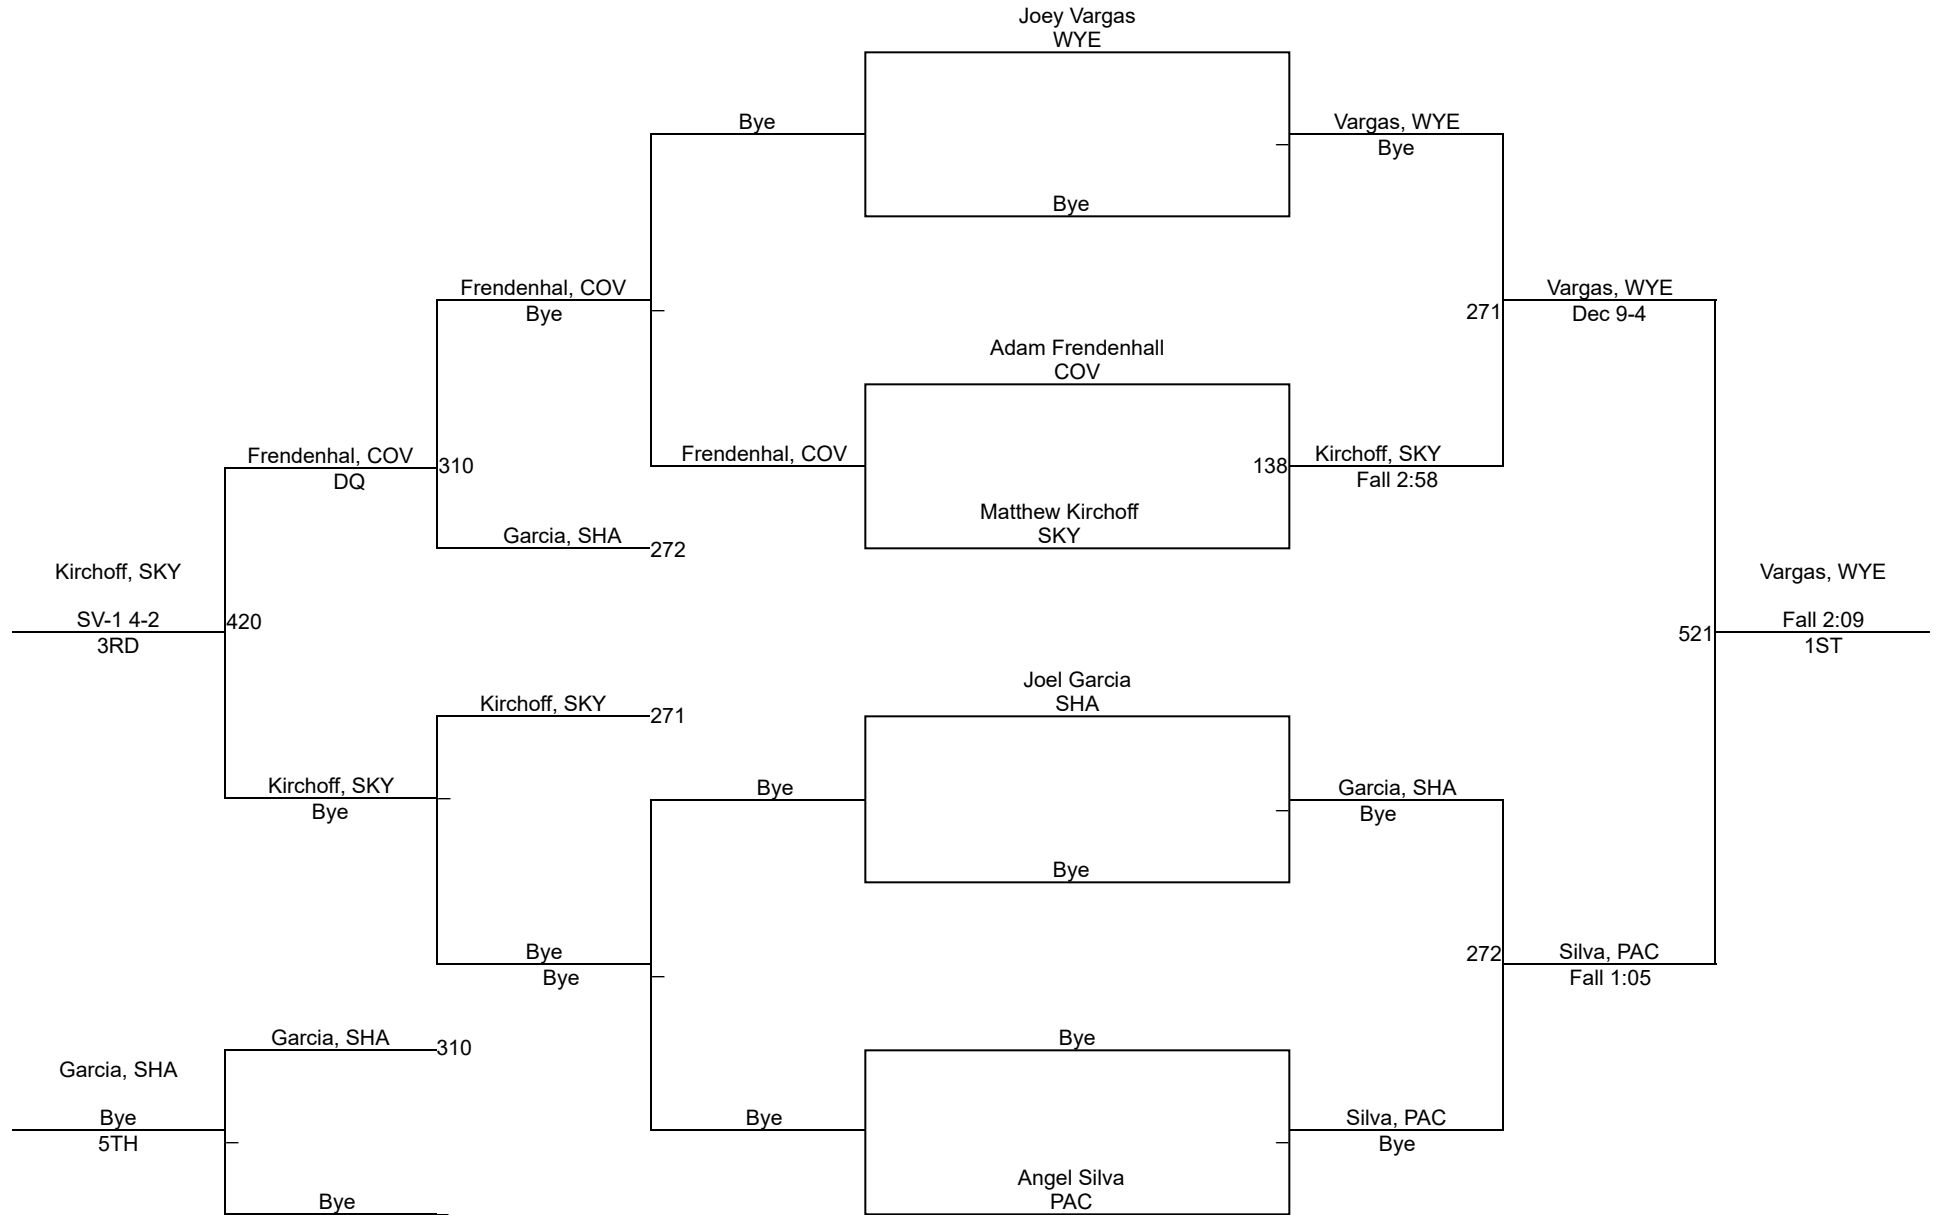 Joey Vargas
WYE
Bye
Vargas, WYE
Bye
Bye
Frendenhal, COV
Bye
271
Vargas, WYE
Dec 9-4
Adam Frendenhall
COV
Frendenhal, COV
DQ
310
Frendenhal, COV
138
Kirchoff, SKY
Fall 2:58
Matthew Kirchoff
SKY
Garcia, SHA
272
Kirchoff, SKY
SV-1 4-2
3RD
420
Vargas, WYE
521
Fall 2:09
1ST
Joel Garcia
SHA
Kirchoff, SKY
271
Kirchoff, SKY
Bye
Bye
Garcia, SHA
Bye
Bye
Bye
Bye
272
Silva, PAC
Fall 1:05
Garcia, SHA
310
Bye
Garcia, SHA
Bye
5TH
Bye
Silva, PAC
Bye
Angel Silva
PAC
Bye